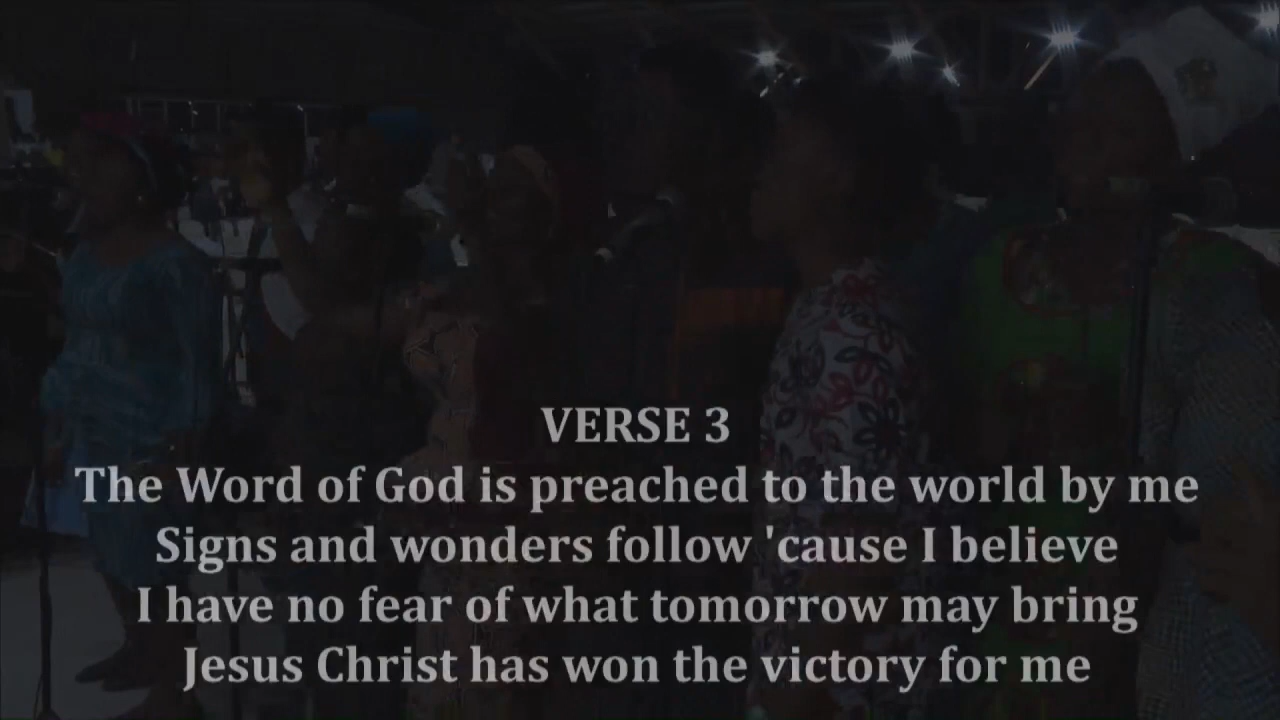 VERSE 3
The Word of God is preached to the world by me
Signs and wonders follow 'cause I believe
I have no fear of what tomorrow may bring
Jesus Christ has won the victory for me